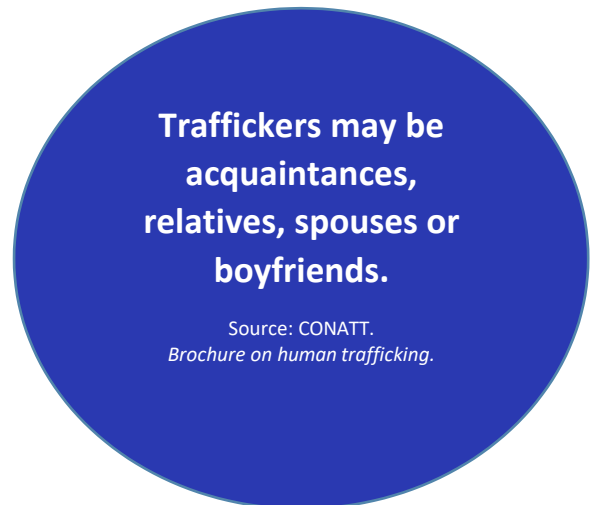 Traffickers may be
acquaintances,
relatives, spouses or
boyfriends.
Source: CONATT.
Brochure on human trafficking.